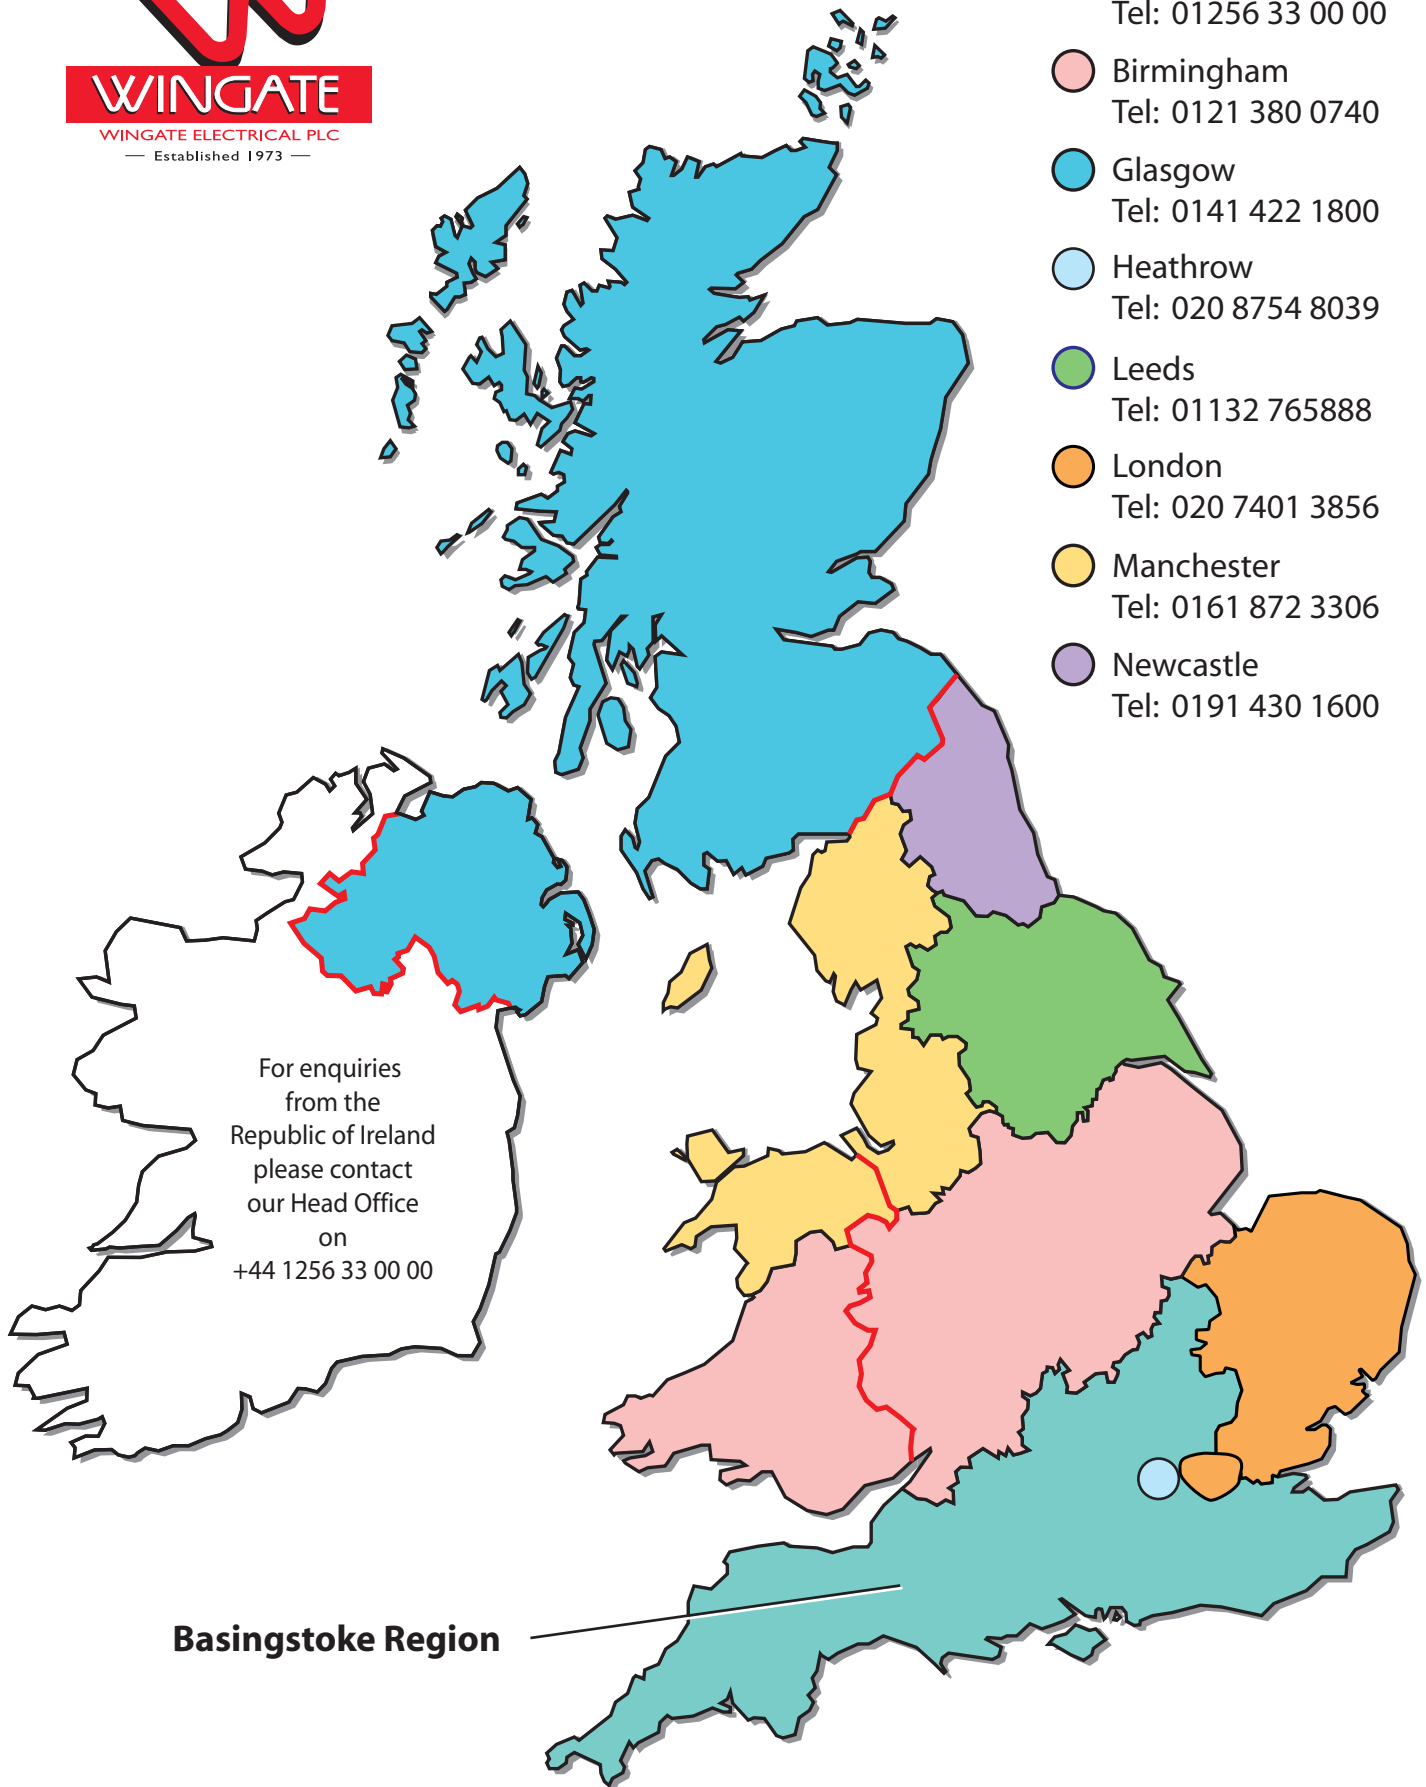 WINGATE
WINGATE ELECTRICAL PLC
— Established 1973 —
Tel: 01256 33 00 00
Birmingham
Tel: 0121 380 0740
Glasgow
Tel: 0141 422 1800
Heathrow
Tel: 020 8754 8039
Leeds
Tel: 01132 765888
London
Tel: 020 7401 3856
Manchester
Tel: 0161 872 3306
Newcastle
Tel: 0191 430 1600
For enquiries
from the
Republic of Ireland
please contact
our Head Office
on
+44 1256 33 00 00
Basingstoke Region